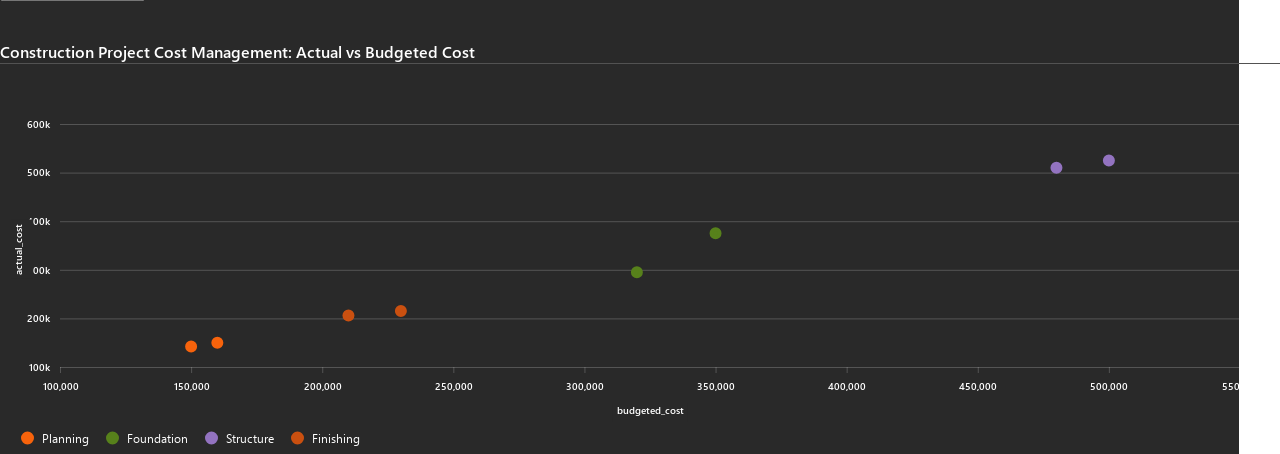 Construction Project Cost Management: Actual vs Budgeted Cost
600k
500k
00k
00k
200k
100k
actual_cost
100,000 150,000 200,000 250,000 300,000 350,000 400,000 450,000 500,000 550
budgeted_cost
Planning Foundation Structure Finishing